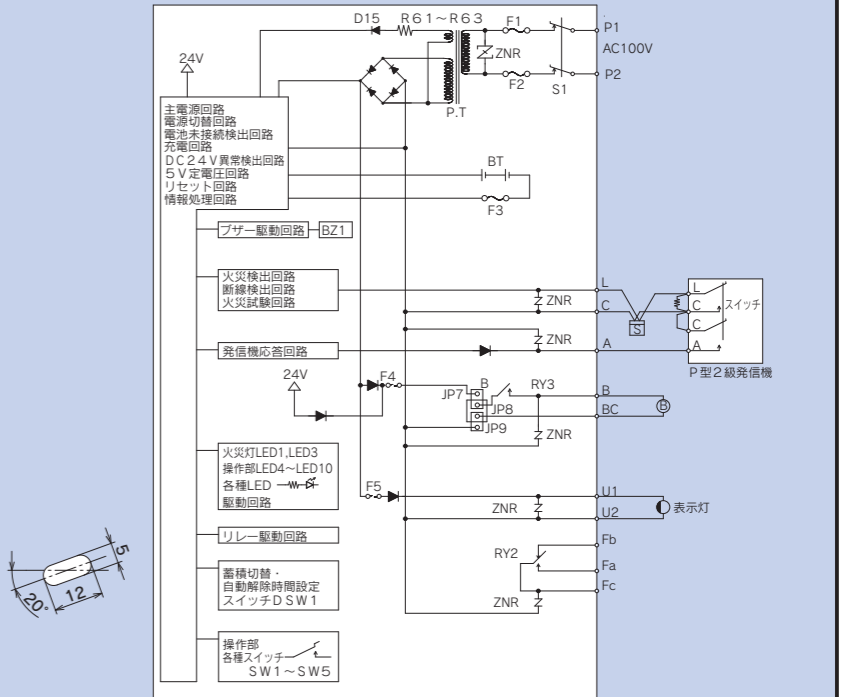 D15
R61～R63
F1
P1
AC100V
ZNR
F2
S1
P2
P.T
24V
主電源回路
電源切替回路
電池未接続検出回路
充電回路
DC24V異常検出回路
5V定電圧回路
リセット回路
情報処理回路
BT
F3
ブザー駆動回路
BZ1
火災検出回路
断線検出回路
火災試験回路
ZNR
L
C
S
L
C
C
A
スイッチ
P型2級発信機
発信機応答回路
ZNR
A
24V
F4
B
JP7
JP8
JP9
RY3
ZNR
B
BC
B
火災灯LED1,LED3
操作部LED4～LED10
各種LED
駆動回路
F5
ZNR
U1
U2
表示灯
リレー駆動回路
RY2
ZNR
Fb
Fa
Fc
蓄積切替・
自動解除時間設定
スイッチDSW1
操作部
各種スイッチ
SW1～SW5
5
12
20°